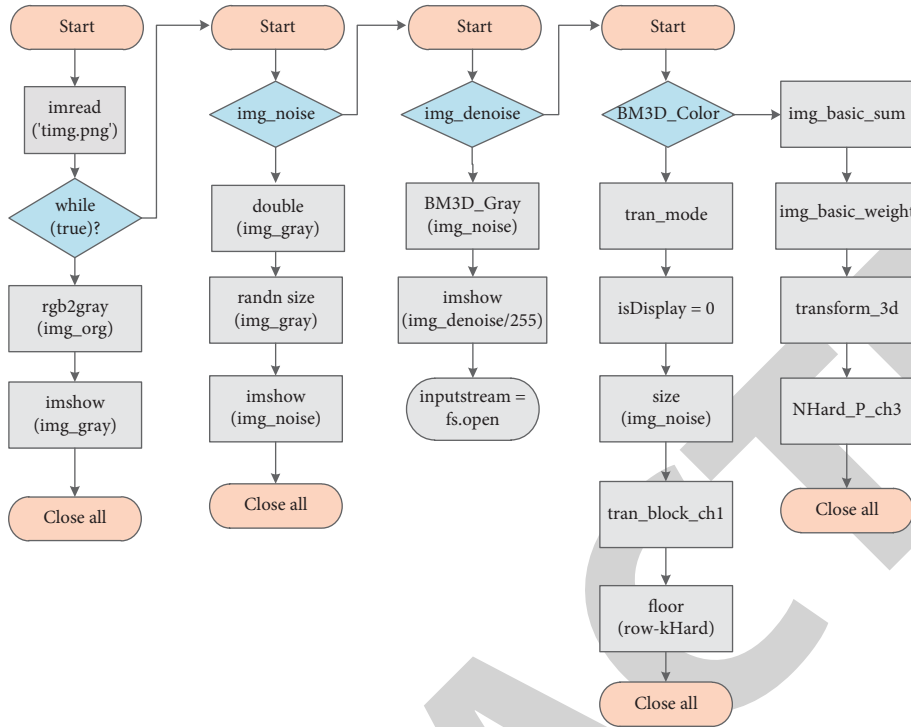 Start
imread
('timg.png')
while
(true)?
rgb2gray
(img_org)
imshow
(img_gray)
Close all
Start
img_noise
double
(img_gray)
randn size
(img_gray)
imshow
(img_noise)
Close all
Start
img_denoise
BM3D_Gray
(img_noise)
imshow
(img_denoise/255)
inputstream =
fs.open
Start
BM3D_Color
tran_mode
isDisplay = 0
size
(img_noise)
tran_block_ch1
floor
(row-kHard)
Close all
img_basic_sum
img_basic_weight
transform_3d
NHard_P_ch3
Close all